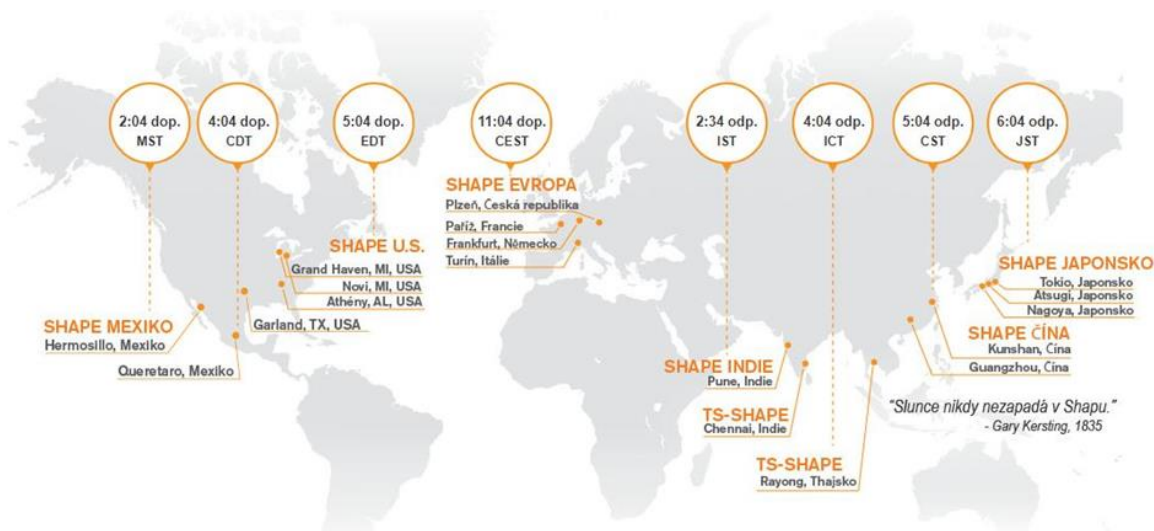 2:04 dop.
MST
4:04 dop.
CDT
5:04 dop.
EDT
11:04 dop.
CEST
2:34 odp.
IST
4:04 odp.
ICT
5:04 odp.
CST
6:04 odp.
JST
SHAPE MEXIKO
Hermosillo, Mexiko
Queretaro, Mexiko
SHAPE U.S.
Grand Haven, MI, USA
Novi, MI, USA
Athény, AL, USA
Garland, TX, USA
SHAPE EVROPA
Plzeň, Česká republika
Paříž, Francie
Frankfurt, Německo
Turín, Itálie
SHAPE INDIE
Pune, Indie
TS-SHAPE
Chennai, Indie
TS-SHAPE
Rayong, Thajsko
SHAPE ČÍNA
Kunshan, Čína
Guangzhou, Čína
SHAPE JAPONSKO
Tokio, Japonsko
Atsugi, Japonsko
Nagoya, Japonsko
“Slunce nikdy nezapadá v Shapu.”
- Gary Kersting, 1835